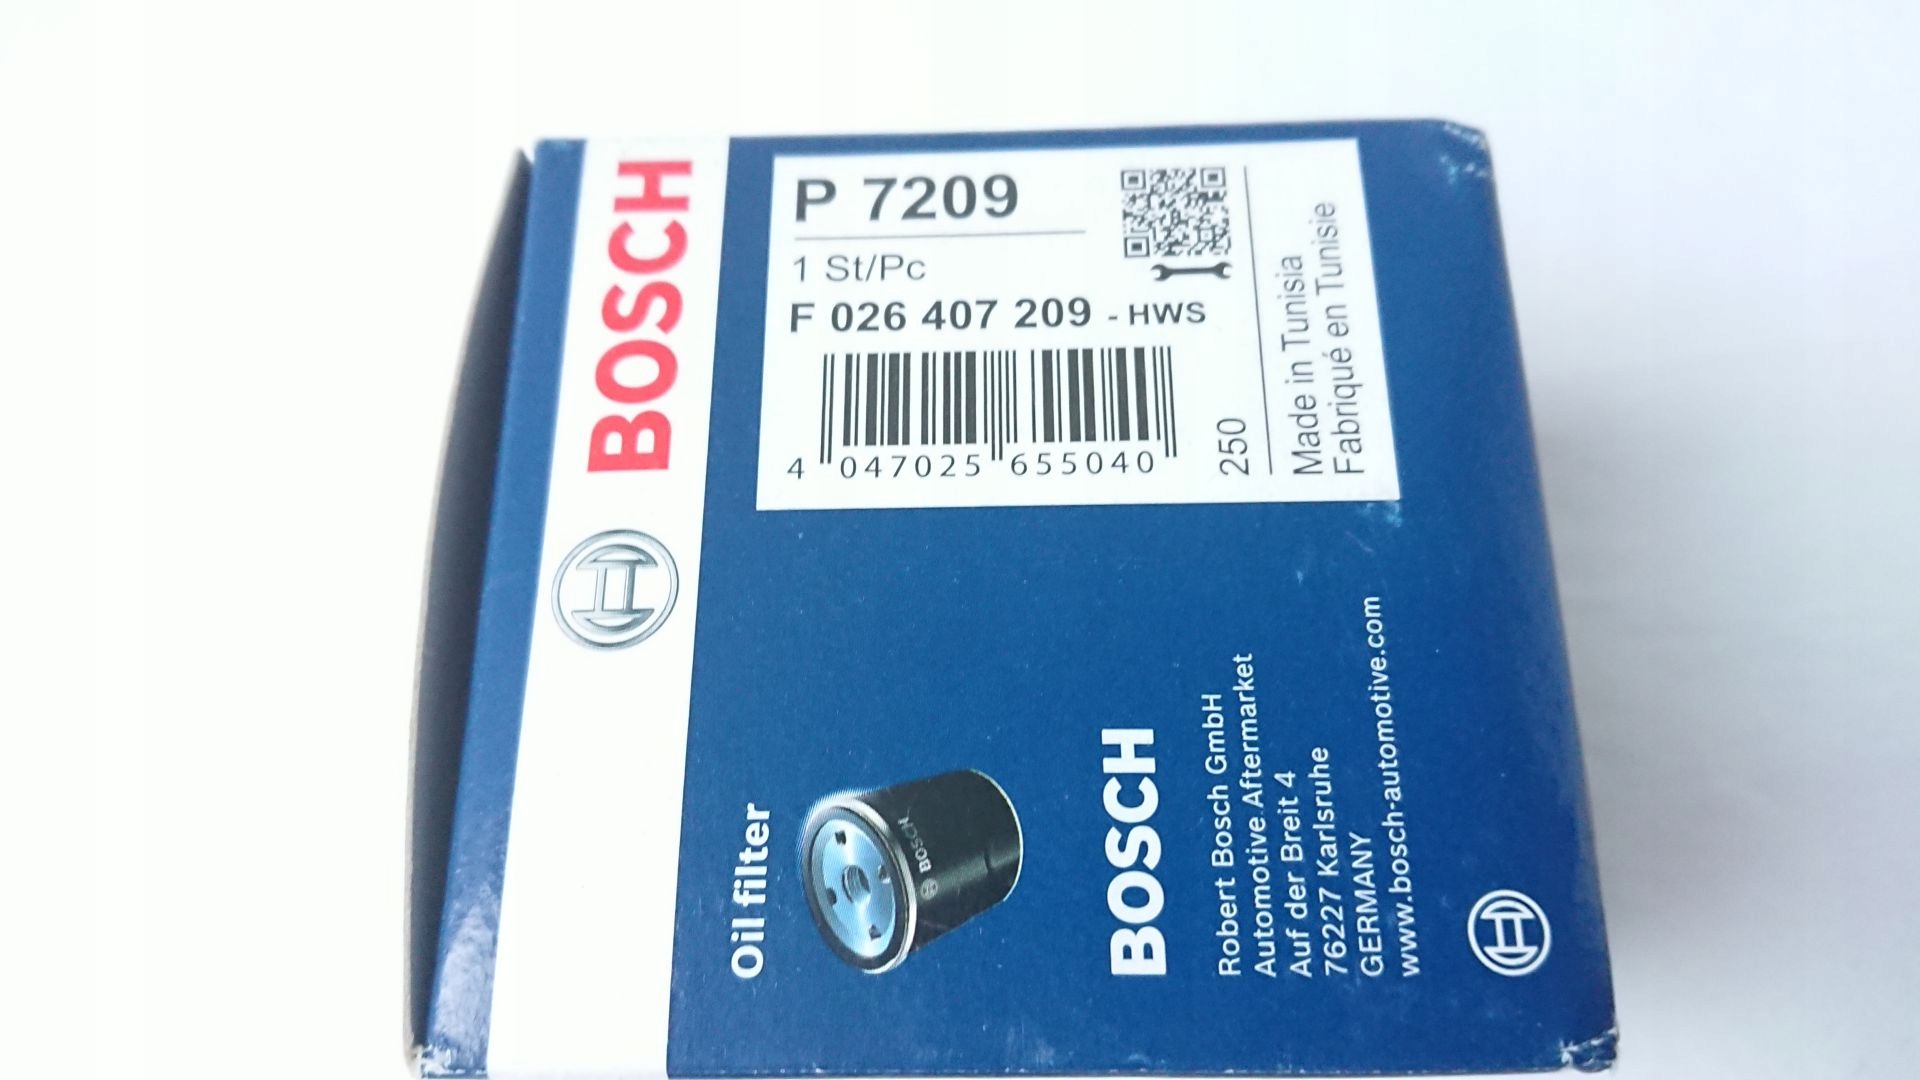 BOSCH
P 7209
1 St/Pc
F 026 407 209 - HWS
4 047025 655040
250
Made in Tunisia
Fabriqué en Tunisie
Oil filter
BOSCH
BOSCH
Robert Bosch GmbH
Automotive Aftermarket
Auf der Breit 4
76227 Karlsruhe
GERMANY
www.bosch-automotive.com